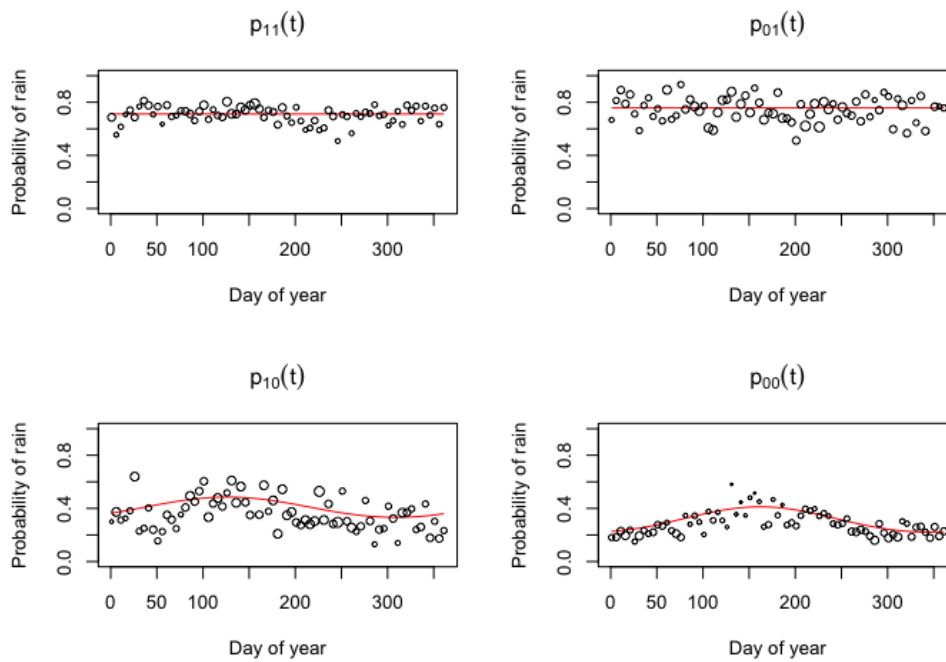 p₁₁(t)
Probability of rain
0.0 0.4 0.8
0 50 100 200 300
Day of year
p₀₁(t)
Probability of rain
0.0 0.4 0.8
0 50 100 200 300
Day of year
p₁₀(t)
Probability of rain
0.0 0.4 0.8
0 50 100 200 300
Day of year
p₀₀(t)
Probability of rain
0.0 0.4 0.8
0 50 100 200 300
Day of year